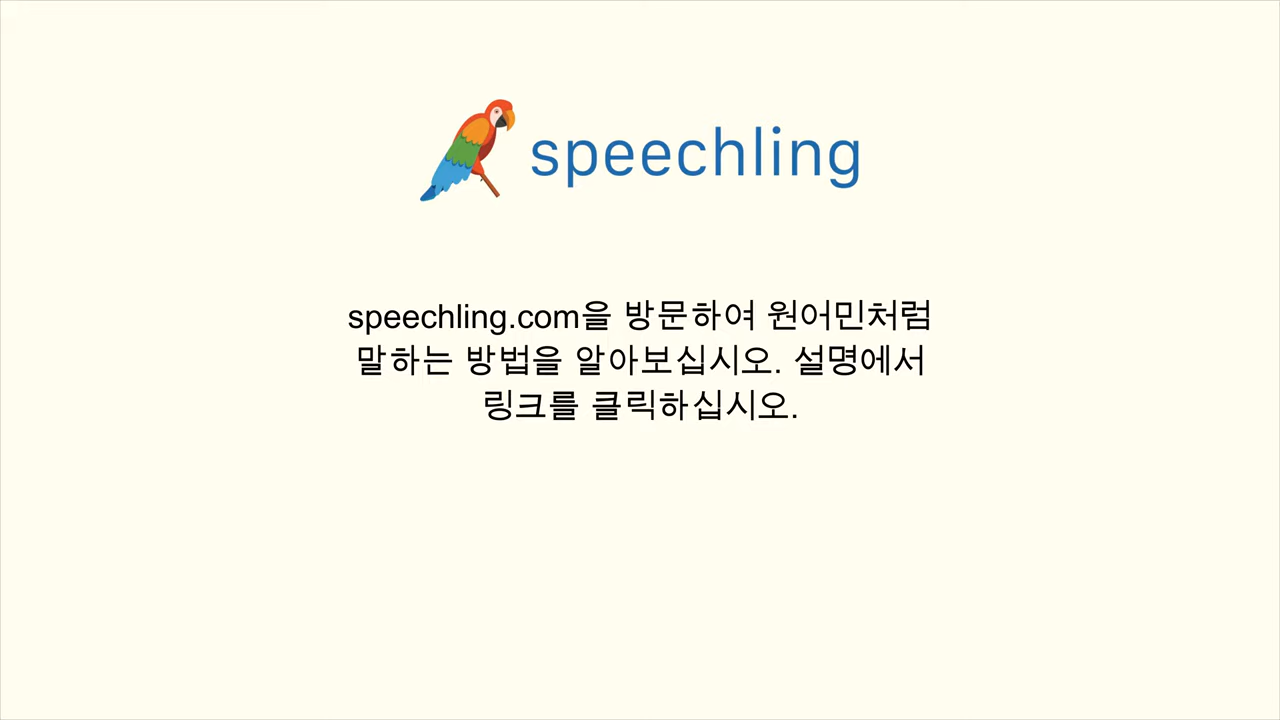 speechling
speechling.com을 방문하여 원어민처럼
말하는 방법을 알아보십시오. 설명에서
링크를 클릭하십시오.